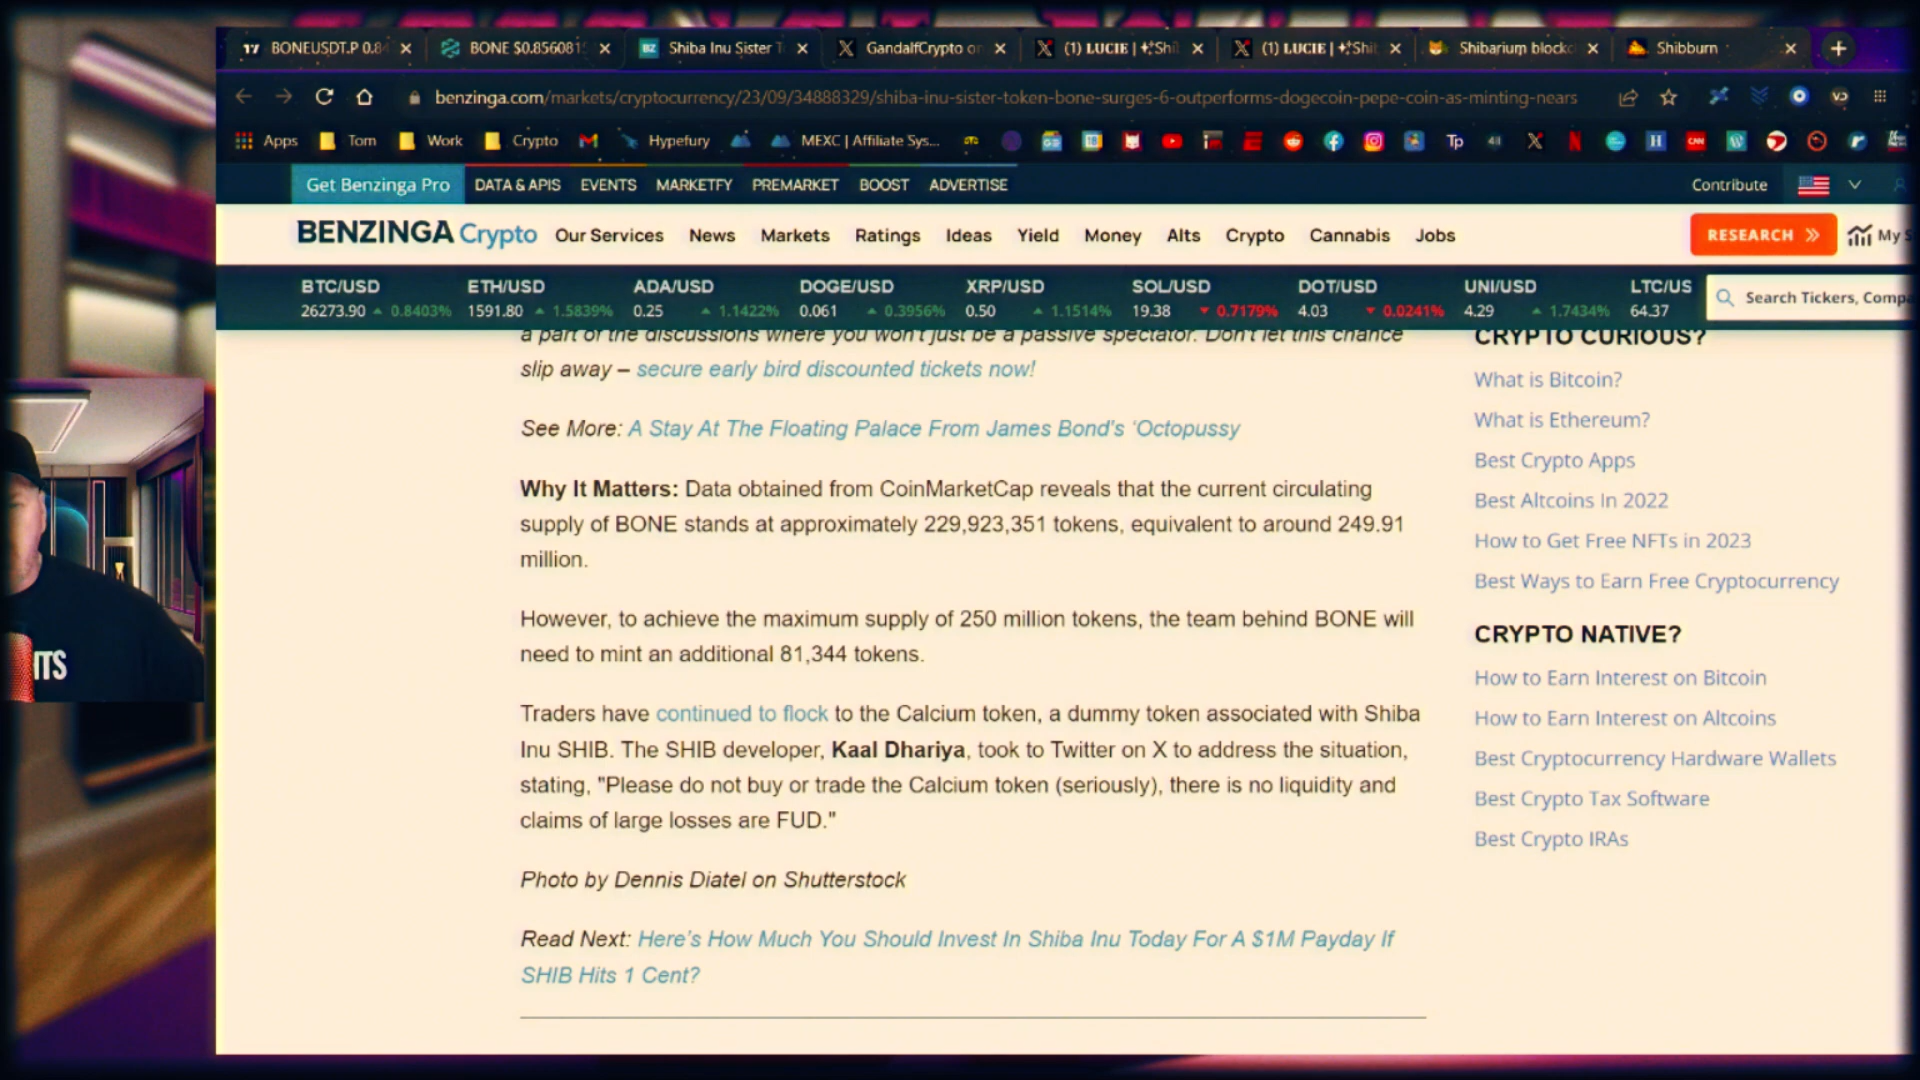 BONEUSDT.P 0.84
BONE $0.856081
BZ Shiba Inu Sister T
GandalfCrypto on
(1) LUCIE | Shi
(1) LUCIE | Shit
Shibarium blockc
Shibburn
benzinga.com/markets/cryptocurrency/23/09/34888329/shiba-inu-sister-token-bone-surges-6-outperforms-dogecoin-pepe-coin-as-minting-nears
Apps Tom Work Crypto Hypefury MEXC | Affiliate Sys... Tp H CNN
Get Benzinga Pro DATA & APIS EVENTS MARKETFY PREMARKET BOOST ADVERTISE Contribute
BENZINGA Crypto Our Services News Markets Ratings Ideas Yield Money Alts Crypto Cannabis Jobs RESEARCH My S
BTC/USD ETH/USD ADA/USD DOGE/USD XRP/USD SOL/USD DOT/USD UNI/USD LTC/US
26273.90 0.8403% 1591.80 1.5839% 0.25 1.1422% 0.061 0.3956% 0.50 1.1514% 19.38 0.7179% 4.03 0.0241% 4.29 1.7434% 64.37
Search Tickers, Compa
a part of the discussions where you won't just be a passive spectator. Don't let this chance
slip away – secure early bird discounted tickets now!
See More: A Stay At The Floating Palace From James Bond's 'Octopussy
Why It Matters: Data obtained from CoinMarketCap reveals that the current circulating
supply of BONE stands at approximately 229,923,351 tokens, equivalent to around 249.91
million.
However, to achieve the maximum supply of 250 million tokens, the team behind BONE will
need to mint an additional 81,344 tokens.
Traders have continued to flock to the Calcium token, a dummy token associated with Shiba
Inu SHIB. The SHIB developer, Kaal Dhariya, took to Twitter on X to address the situation,
stating, "Please do not buy or trade the Calcium token (seriously), there is no liquidity and
claims of large losses are FUD."
Photo by Dennis Diatel on Shutterstock
Read Next: Here's How Much You Should Invest In Shiba Inu Today For A $1M Payday If
SHIB Hits 1 Cent?
CRYPTO CURIOUS?
What is Bitcoin?
What is Ethereum?
Best Crypto Apps
Best Altcoins In 2022
How to Get Free NFTs in 2023
Best Ways to Earn Free Cryptocurrency
CRYPTO NATIVE?
How to Earn Interest on Bitcoin
How to Earn Interest on Altcoins
Best Cryptocurrency Hardware Wallets
Best Crypto Tax Software
Best Crypto IRAs
ITS